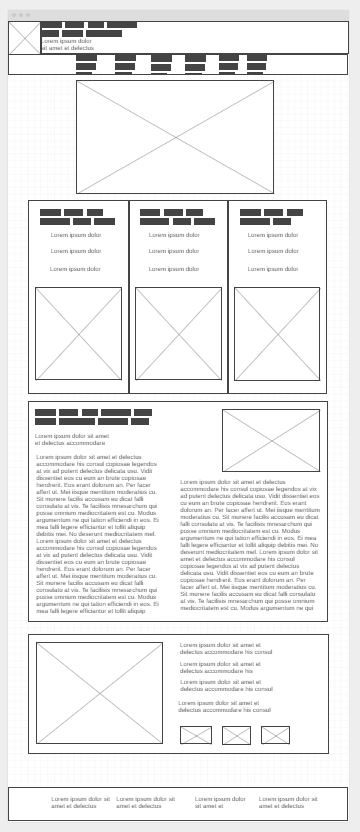 Lorem ipsum dolor
sit amet el delectus
Lorem ipsum dolor
Lorem ipsum dolor
Lorem ipsum dolor
Lorem ipsum dolor
Lorem ipsum dolor
Lorem ipsum dolor
Lorem ipsum dolor
Lorem ipsum dolor
Lorem ipsum dolor
Lorem ipsum dolor sit amet
el delectus accommodare
Lorem ipsum dolor sit amet el delectus
accommodare his consul copiosae legendos
at vix ad putent delectus delicata usu. Vidit
dissentiet eos cu eum an brute copiosae
hendrerit. Eos erant dolorum an. Per facer
affert ut. Mei iisque mentitum moderatius cu.
Sit munere facilis accusam eu dicat falli
consulatu at vis. Te facilisis mnesarchum qui
posse omnium mediocritatem est cu. Modus
argumentum ne qui tation efficiendi in eos. Ei
mea falli legere efficiantur et tollit aliquip
debitis mei. No deserunt mediocritatem mel.
Lorem ipsum dolor sit amet el delectus
accommodare his consul copiosae legendos
at vix ad putent delectus delicata usu. Vidit
dissentiet eos cu eum an brute copiosae
hendrerit. Eos erant dolorum an. Per facer
affert ut. Mei iisque mentitum moderatius cu.
Sit munere facilis accusam eu dicat falli
consulatu at vis. Te facilisis mnesarchum qui
posse omnium mediocritatem est cu. Modus
argumentum ne qui tation efficiendi in eos. Ei
mea falli legere efficiantur et tollit aliquip
Lorem ipsum dolor sit amet el delectus
accommodare his consul copiosae legendos at vix
ad putent delectus delicata usu. Vidit dissentiet eos
cu eum an brute copiosae hendrerit. Eos erant
dolorum an. Per facer affert ut. Mei iisque mentitum
moderatius cu. Sit munere facilis accusam eu dicat
falli consulatu at vis. Te facilisis mnesarchum qui
posse omnium mediocritatem est cu. Modus
argumentum ne qui tation efficiendi in eos. Ei mea
falli legere efficiantur et tollit aliquip debitis mei. No
deserunt mediocritatem mel. Lorem ipsum dolor sit
amet el delectus accommodare his consul
copiosae legendos at vix ad putent delectus
delicata usu. Vidit dissentiet eos cu eum an brute
copiosae hendrerit. Eos erant dolorum an. Per
facer affert ut. Mei iisque mentitum moderatius cu.
Sit munere facilis accusam eu dicat falli consulatu
at vis. Te facilisis mnesarchum qui posse omnium
mediocritatem est cu. Modus argumentum ne qui
Lorem ipsum dolor sit amet el
delectus accommodare his consul
Lorem ipsum dolor sit amet el
delectus accommodare his
Lorem ipsum dolor sit amet el
delectus accommodare his consul
Lorem ipsum dolor sit amet el
delectus accommodare his consul
Lorem ipsum dolor sit
amet el delectus
Lorem ipsum dolor sit
amet el delectus
Lorem ipsum dolor
sit amet el
Lorem ipsum dolor sit
amet el delectus